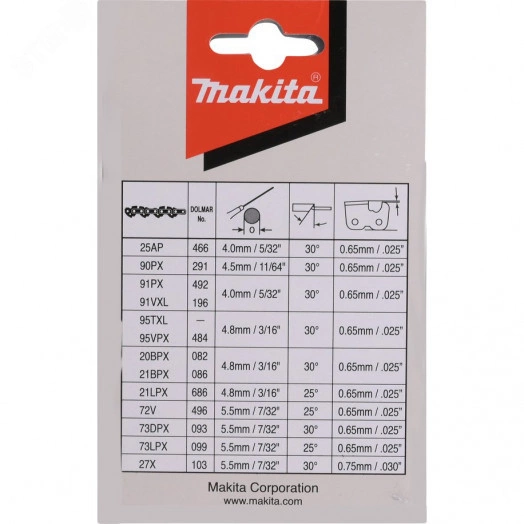 makita®
DOLMAR
No.
25AP 466 4.0mm / 5/32" 30° 0.65mm / .025"
90PX 291 4.5mm / 11/64" 30° 0.65mm / .025"
91PX 492
4.0mm / 5/32" 30° 0.65mm / .025"
91VXL 196
95TXL —
4.8mm / 3/16" 30° 0.65mm / .025"
95VPX 484
20BPX 082
4.8mm / 3/16" 30° 0.65mm / .025"
21BPX 086
21LPX 686 4.8mm / 3/16" 25° 0.65mm / .025"
72V 496 5.5mm / 7/32" 25° 0.65mm / .025"
73DPX 093 5.5mm / 7/32" 30° 0.65mm / .025"
73LPX 099 5.5mm / 7/32" 25° 0.65mm / .025"
27X 103 5.5mm / 7/32" 30° 0.75mm / .030"
Makita Corporation
www.makita.com